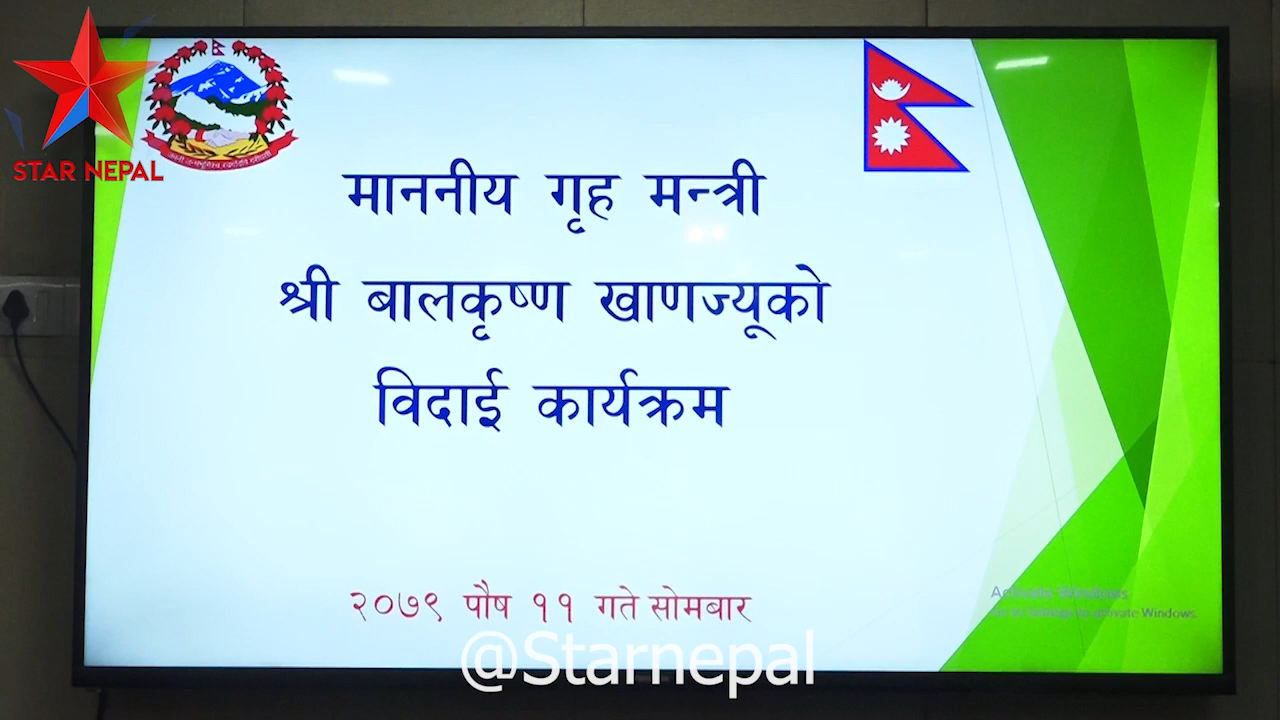 STAR NEPAL
माननीय गृह मन्त्री
श्री बालकृष्ण खाणज्यूको
विदाई कार्यक्रम
२०७९ पौष ११ गते सोमबार
Activate Windows
Go to Settings to activate Windows.
@Starnepal